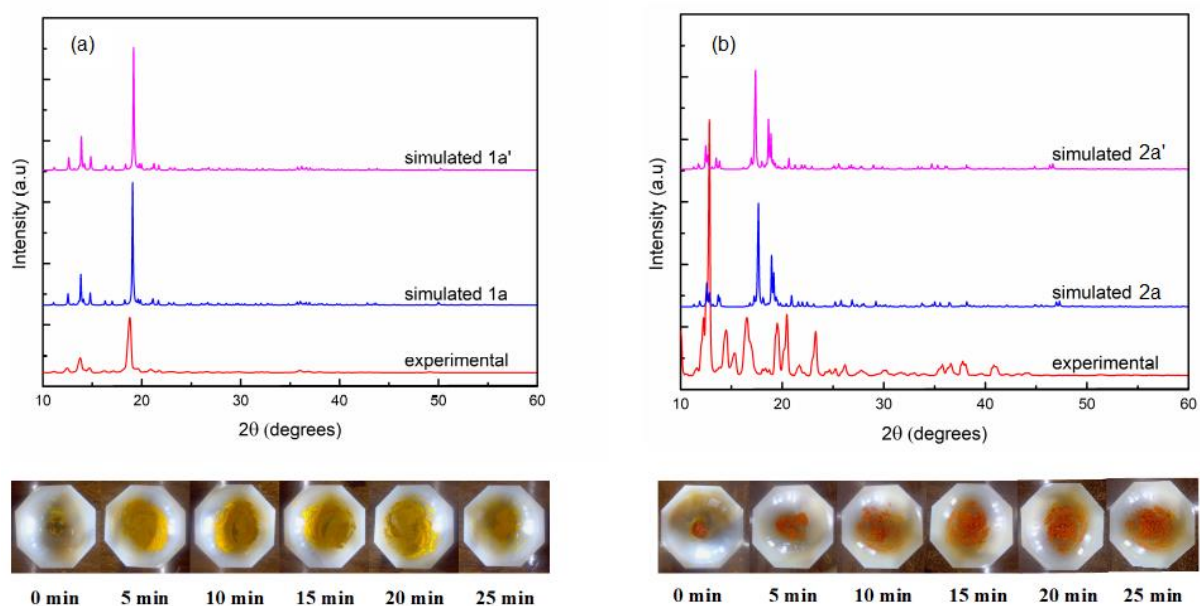 (a)
simulated 1a'
simulated 1a
experimental
Intensity (a.u)
10 20 30 40 50 60
2θ (degrees)
0 min 5 min 10 min 15 min 20 min 25 min
(b)
simulated 2a'
simulated 2a
experimental
Intensity (a.u)
10 20 30 40 50 60
2θ (degrees)
0 min 5 min 10 min 15 min 20 min 25 min